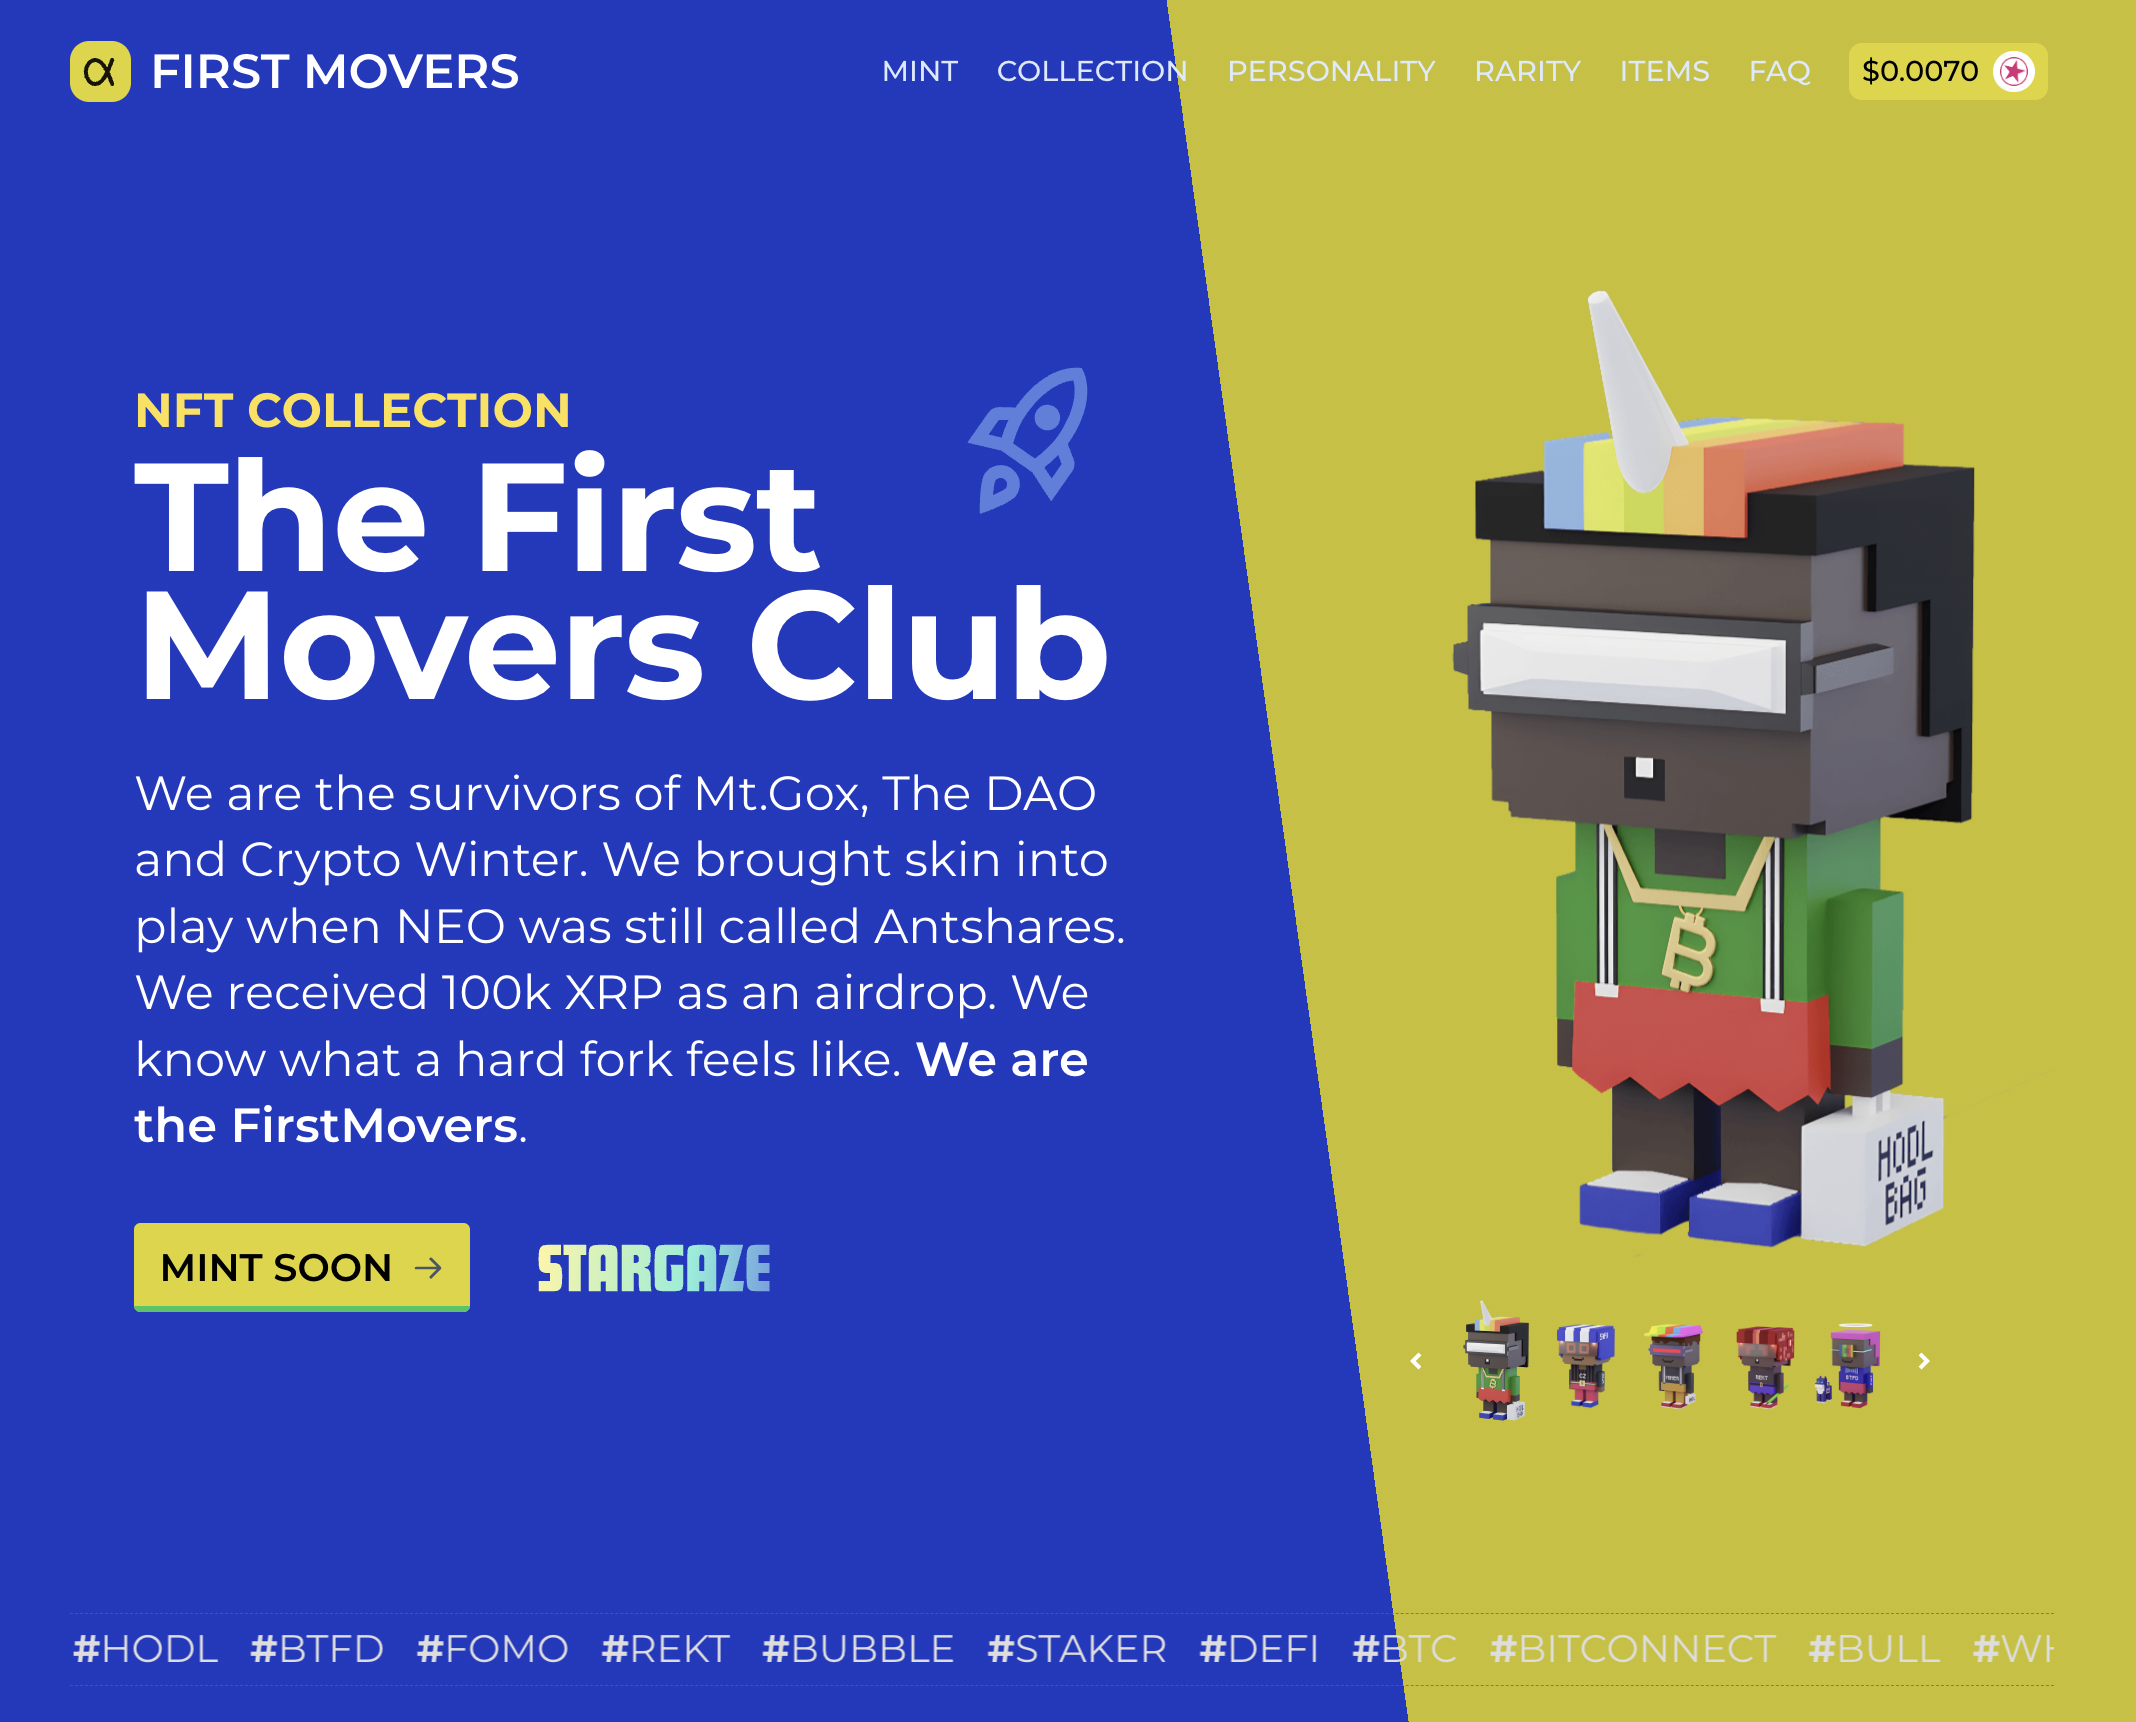 α FIRST MOVERS
MINT COLLECTION PERSONALITY RARITY ITEMS FAQ $0.0070
NFT COLLECTION
The First
Movers Club
We are the survivors of Mt.Gox, The DAO
and Crypto Winter. We brought skin into
play when NEO was still called Antshares.
We received 100k XRP as an airdrop. We
know what a hard fork feels like. We are
the FirstMovers.
MINT SOON
STARGAZE
HODL
BAG
#HODL #BTFD #FOMO #REKT #BUBBLE #STAKER #DEFI #BTC #BITCONNECT #BULL